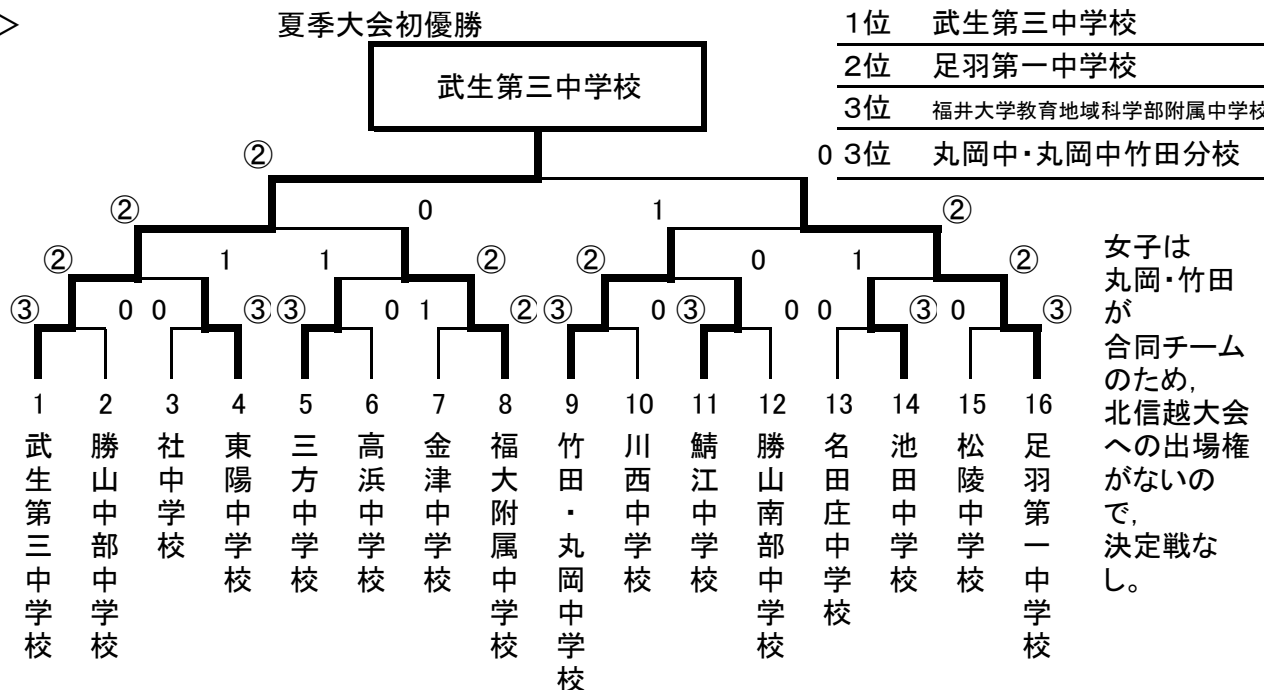 夏季大会初優勝
武生第三中学校
1位 武生第三中学校
2位 足羽第一中学校
3位 福井大学教育地域科学部附属中学校
3位 丸岡中・丸岡中竹田分校
② 0
② 0 1 ②
② 1 1 ② ② 0 1 ②
③ 0 0 ③ ③ 0 1 ② ③ 0 ③ 0 0 ③ 0 ③
1 2 3 4 5 6 7 8 9 10 11 12 13 14 15 16
武生第三中学校
勝山中部中学校
社中学校
東陽中学校
三方中学校
高浜中学校
金津中学校
福大附属中学校
竹田・丸岡中学校
川西中学校
鯖江中学校
勝山南部中学校
名田庄中学校
池田中学校
松陵中学校
足羽第一中学校
女子は
丸岡・竹田
が
合同チーム
のため,
北信越大会
への出場権
がないの
で,
決定戦な
し。